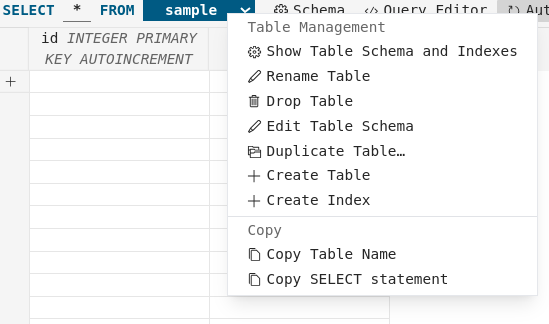 SELECT * FROM sample Schema Query Editor Aut
Table Management
id INTEGER PRIMARY
KEY AUTOINCREMENT
Show Table Schema and Indexes
Rename Table
Drop Table
Edit Table Schema
Duplicate Table…
Create Table
Create Index
Copy
Copy Table Name
Copy SELECT statement